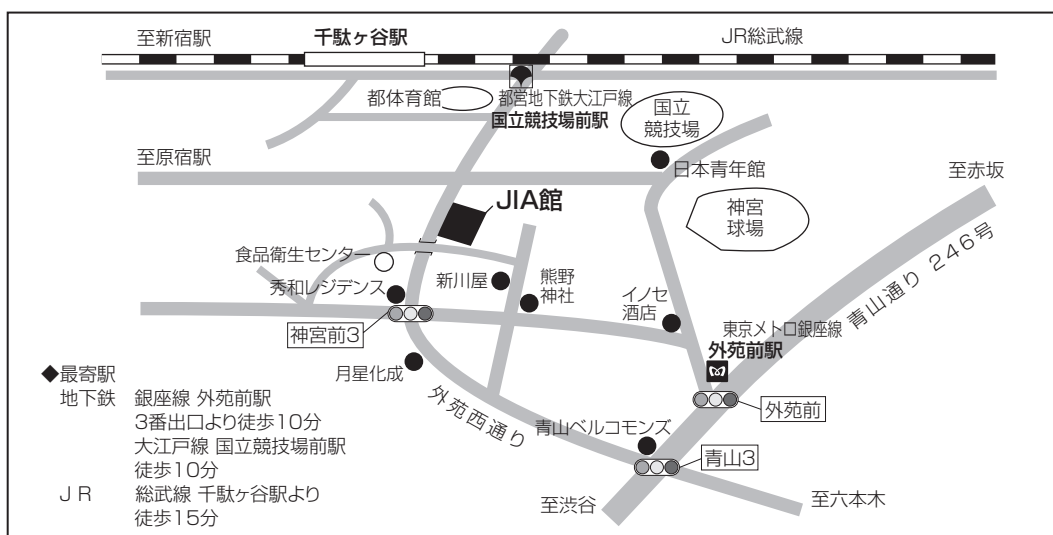 至新宿駅
千駄ヶ谷駅
JR総武線
都体育館
都営地下鉄大江戸線
国立競技場前駅
国立
競技場
至原宿駅
日本青年館
至赤坂
JIA館
神宮
球場
食品衛生センター
新川屋
熊野
神社
秀和レジデンス
イノセ
酒店
青山通り 246号
神宮前3
東京メトロ銀座線
外苑前駅
月星化成
外苑西通り
外苑前
青山ベルコモンズ
青山3
至渋谷
至六本木
◆最寄駅
地下鉄 銀座線 外苑前駅
3番出口より徒歩10分
大江戸線 国立競技場前駅
徒歩10分
J R 総武線 千駄ヶ谷駅より
徒歩15分